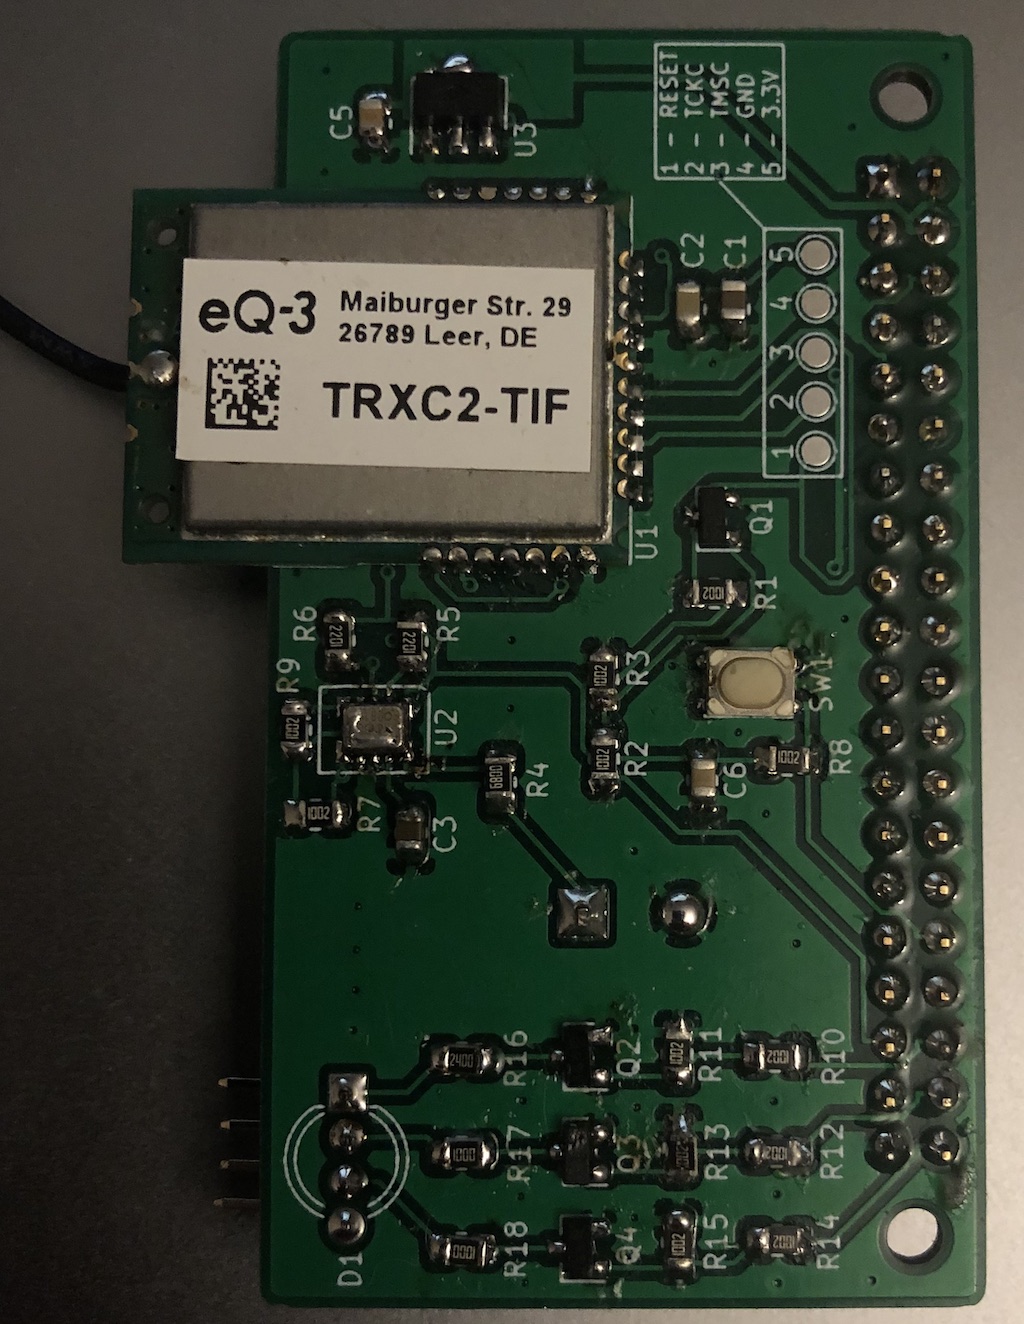 C5
U3
1 - RESET
2 - TCKC
3 - TMSC
4 - GND
5 - 3.3V
eQ-3 Maiburger Str. 29
26789 Leer, DE
TRXC2-TIF
C2
C1
5
4
3
2
1
U1
Q1
1002
R1
R6
2201
R5
2201
R9
1002
U2
R3
1002
SW1
R2
1002
R7
1002
C3
6800
R4
C6
1002
R8
2400
R16
Q2
1002
R11
2001
R10
1000
R17
Q3
1002
R13
2001
R12
1000
R18
Q4
1002
R15
R14
D1